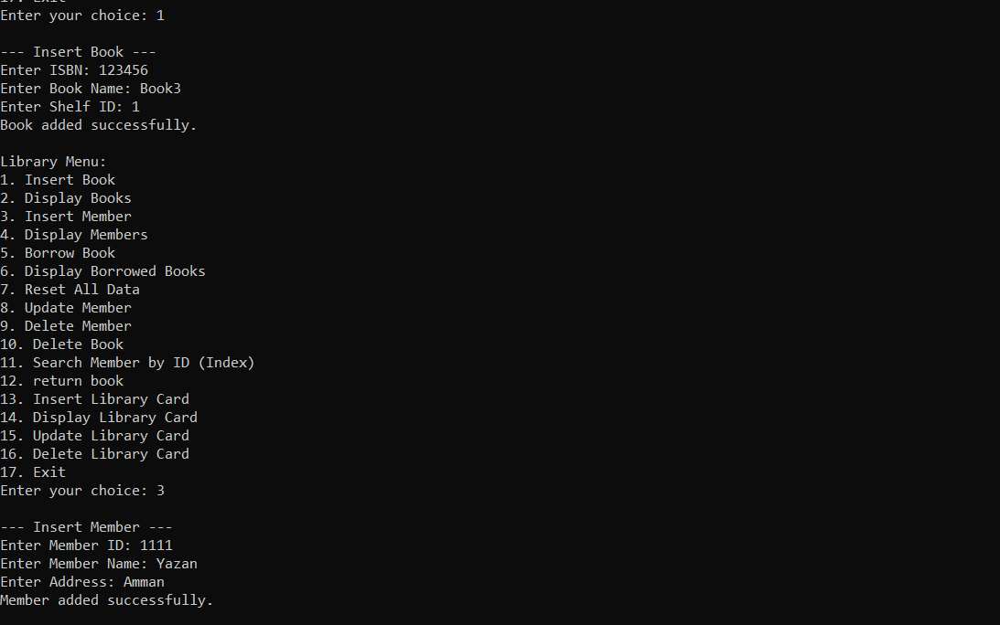 17. Exit
Enter your choice: 1
--- Insert Book ---
Enter ISBN: 123456
Enter Book Name: Book3
Enter Shelf ID: 1
Book added successfully.
Library Menu:
1. Insert Book
2. Display Books
3. Insert Member
4. Display Members
5. Borrow Book
6. Display Borrowed Books
7. Reset All Data
8. Update Member
9. Delete Member
10. Delete Book
11. Search Member by ID (Index)
12. return book
13. Insert Library Card
14. Display Library Card
15. Update Library Card
16. Delete Library Card
17. Exit
Enter your choice: 3
--- Insert Member ---
Enter Member ID: 1111
Enter Member Name: Yazan
Enter Address: Amman
Member added successfully.